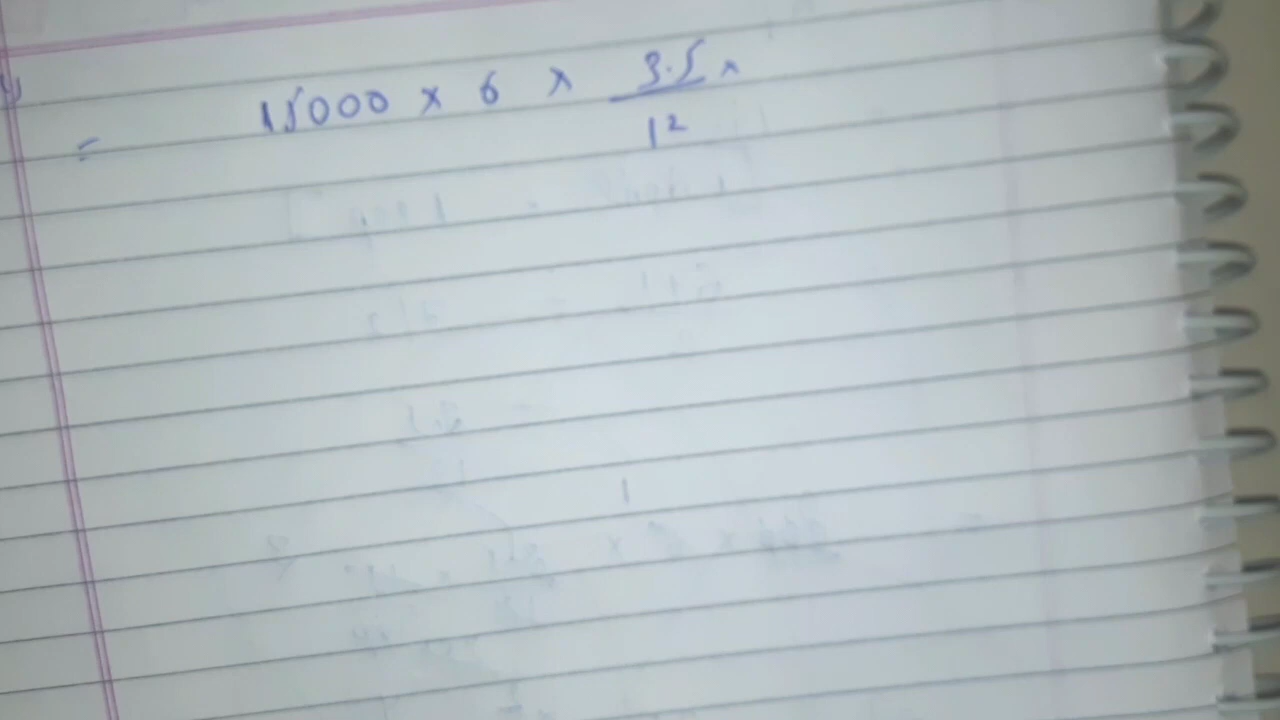 = 15000 × 6 × 3.5 ×
1²